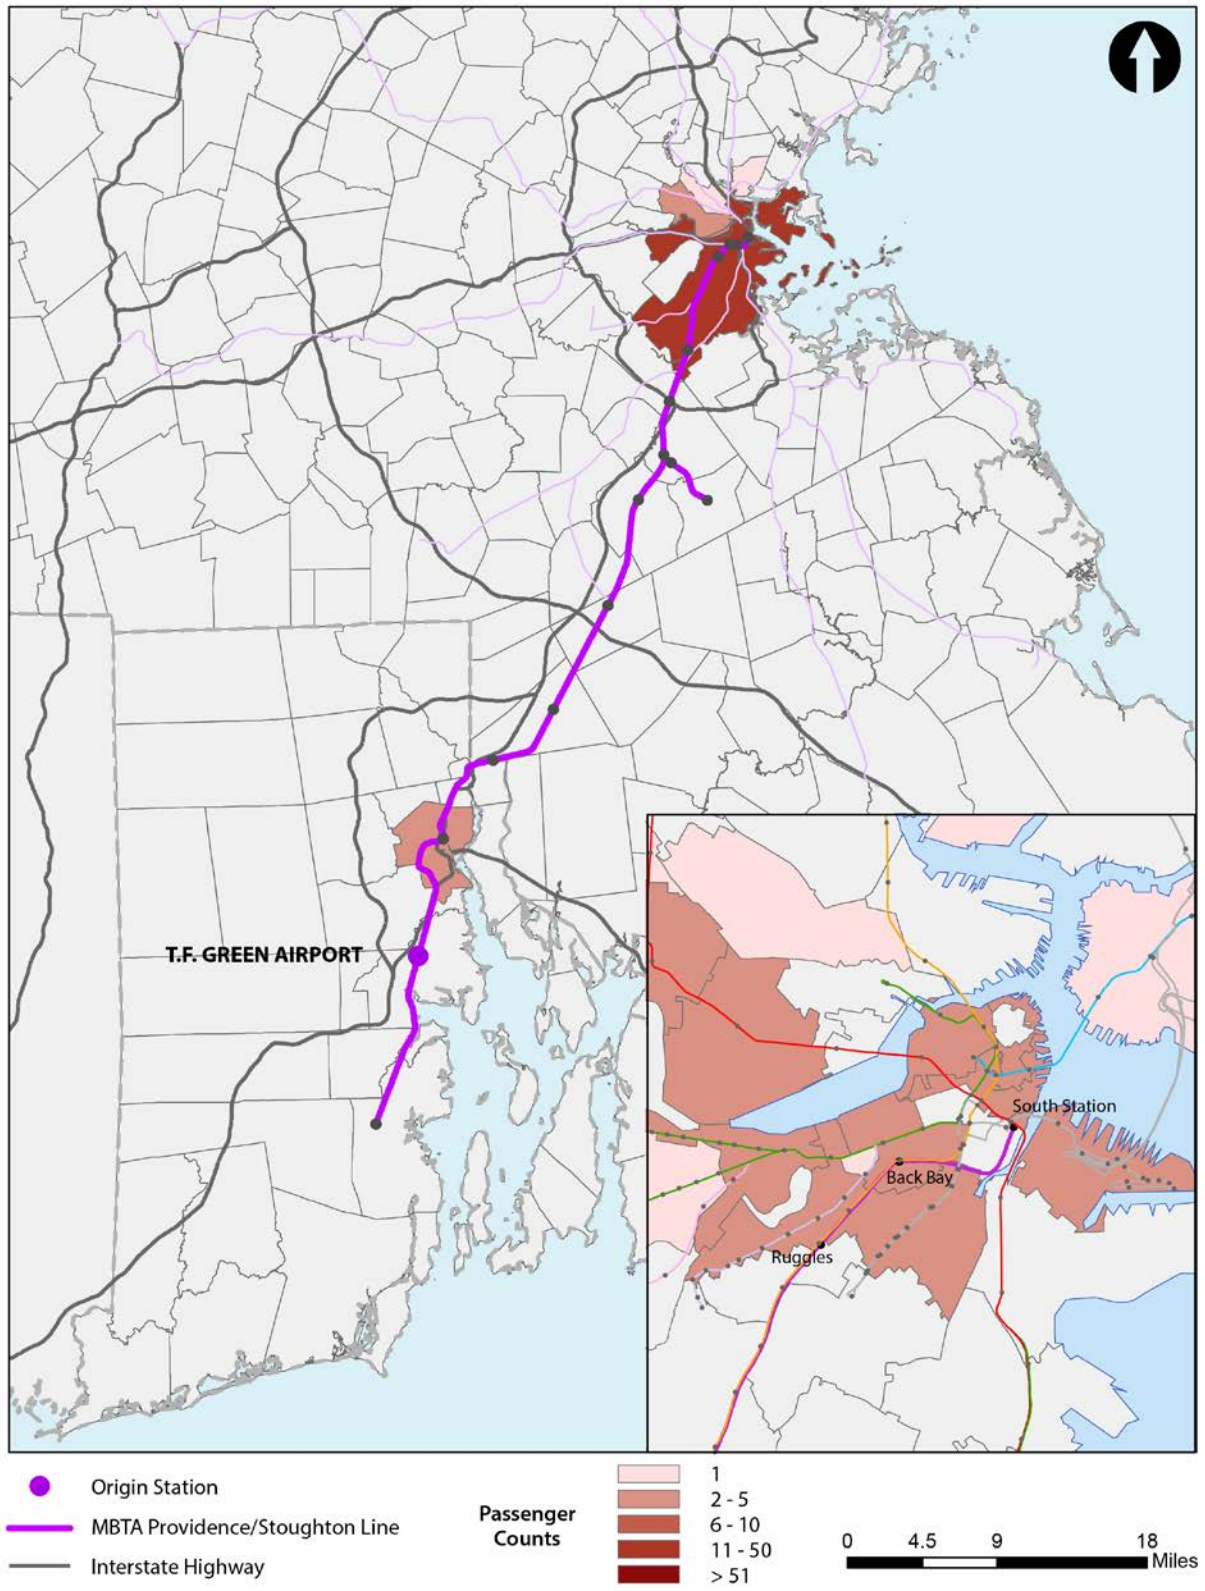 T.F. GREEN AIRPORT
South Station
Back Bay
Ruggles
Origin Station
MBTA Providence/Stoughton Line
Interstate Highway
Passenger
Counts
1
2 - 5
6 - 10
11 - 50
> 51
0 4.5 9 18
Miles